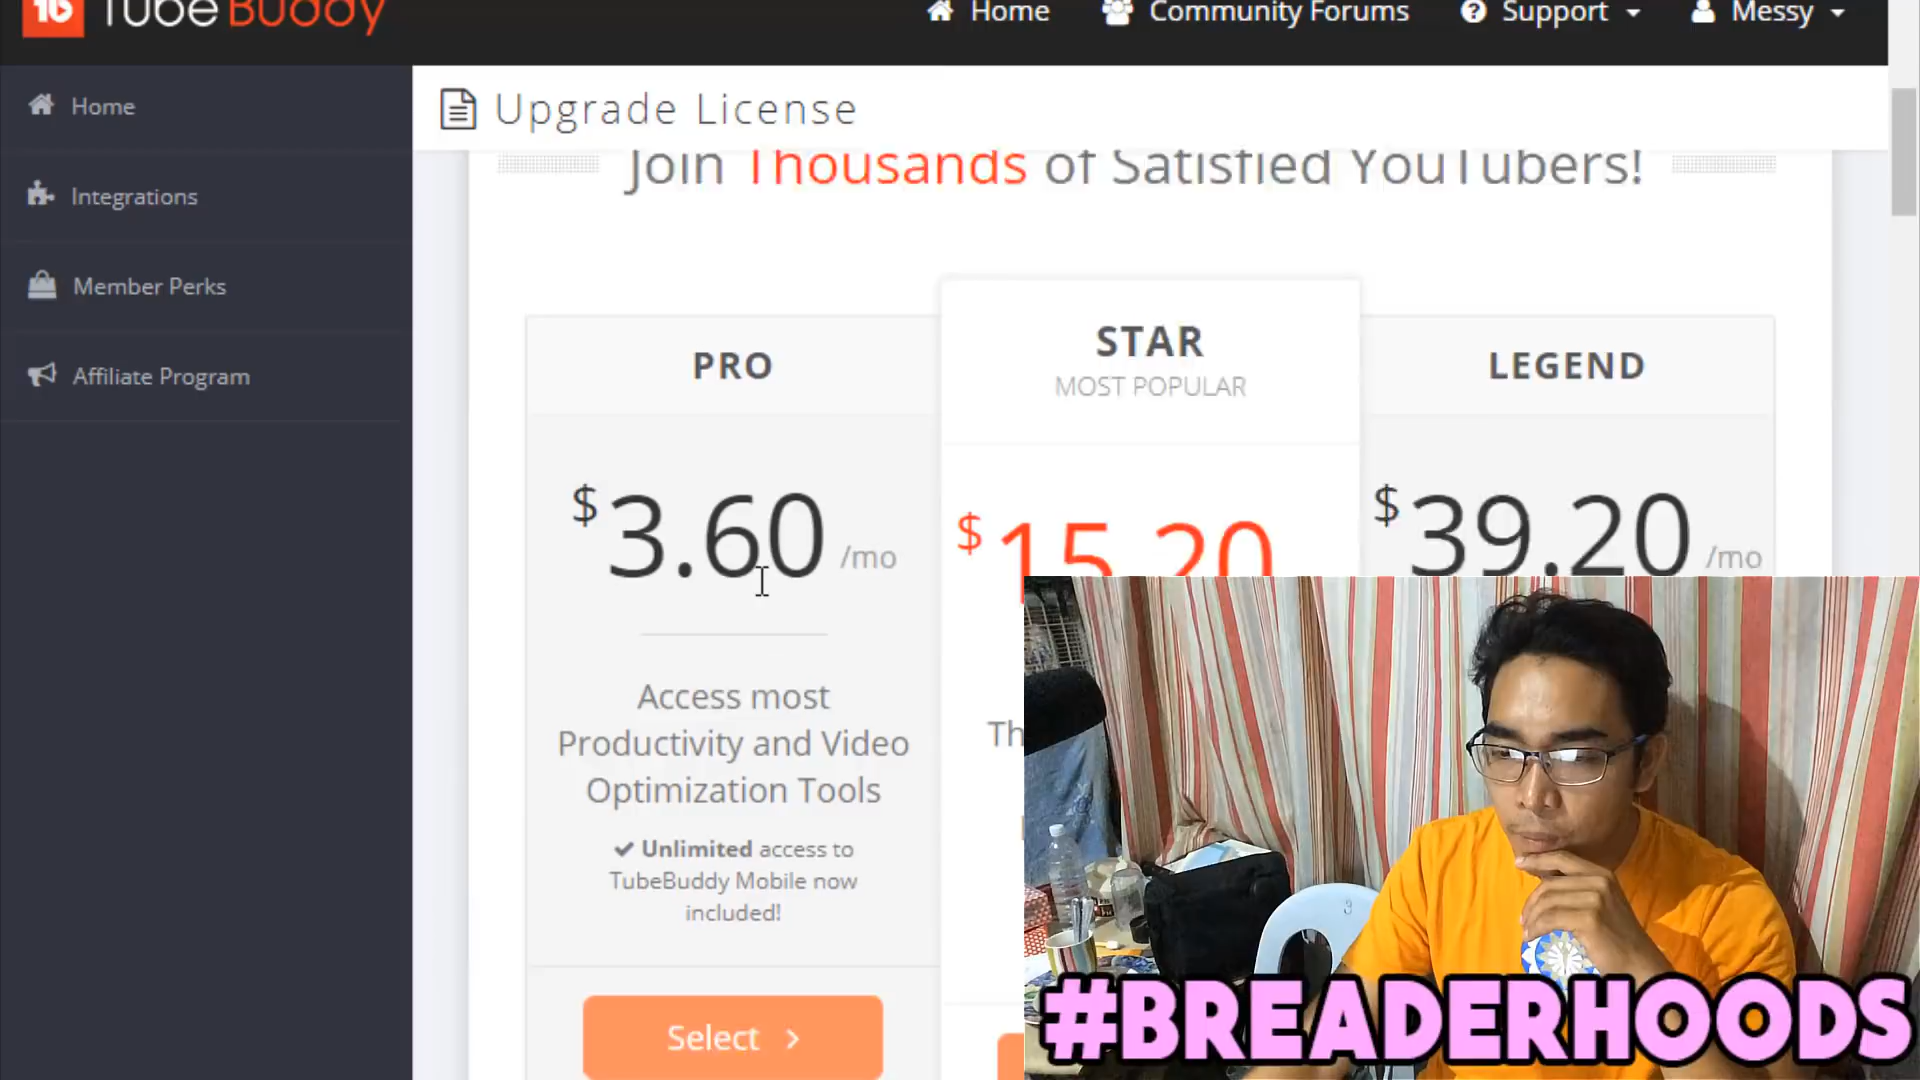 TubeBuddy
Home
Community Forums
Support
Messy
Home
Integrations
Member Perks
Affiliate Program
Upgrade License
Join Thousands of Satisfied YouTubers!
PRO
$3.60 /mo
Access most
Productivity and Video
Optimization Tools
Unlimited access to
TubeBuddy Mobile now
included!
Select
STAR
MOST POPULAR
$15.20
Th
LEGEND
$39.20 /mo
3
#BREADERHOODS